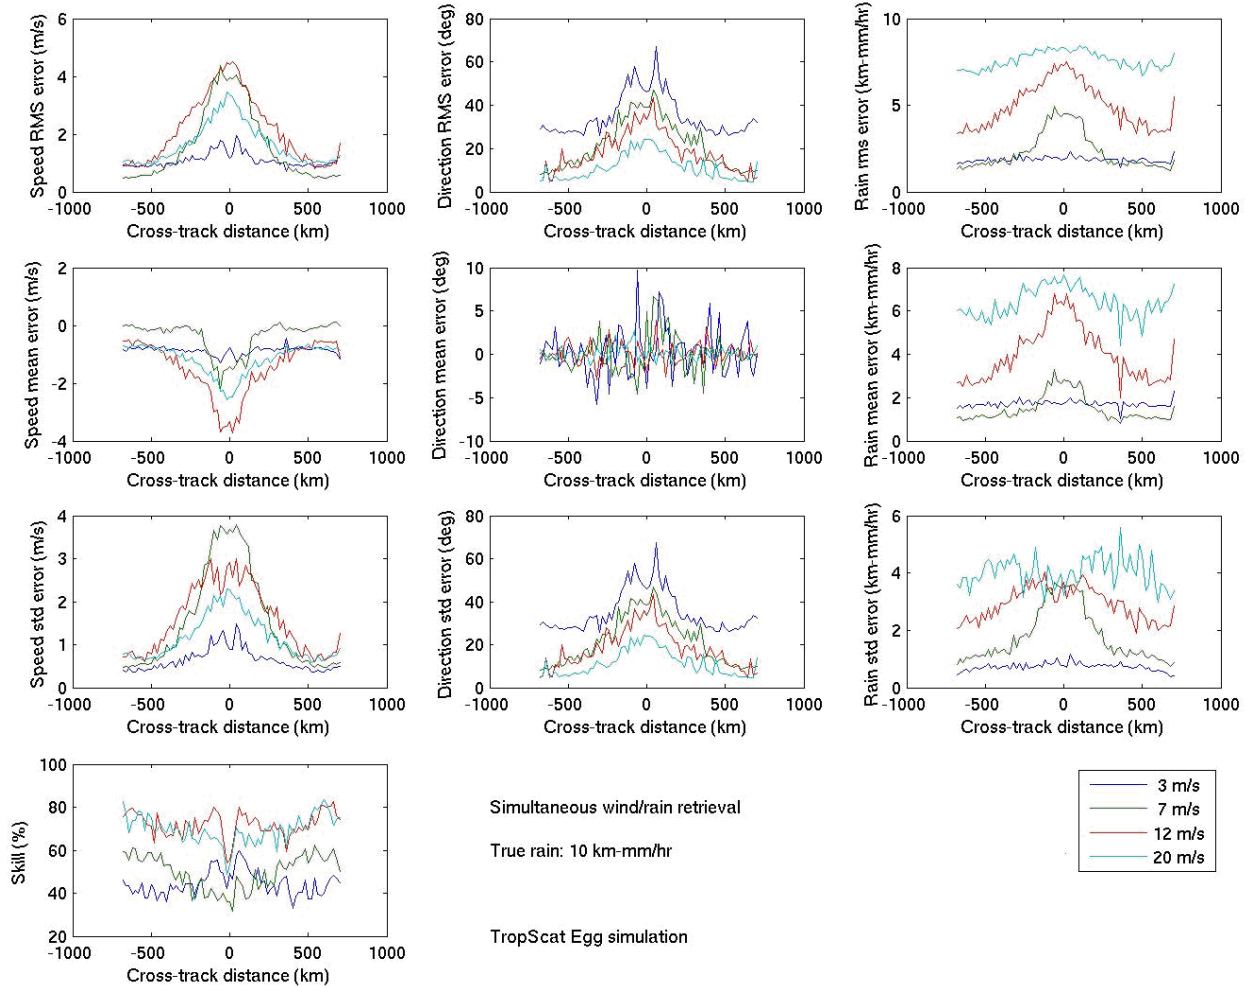 Speed RMS error (m/s)
6
4
2
0
-1000 -500 0 500 1000
Cross-track distance (km)
Direction RMS error (deg)
80
60
40
20
0
-1000 -500 0 500 1000
Cross-track distance (km)
Rain rms error (km-mm/hr)
10
5
0
-1000 -500 0 500 1000
Cross-track distance (km)
Speed mean error (m/s)
2
0
-2
-4
-1000 -500 0 500 1000
Cross-track distance (km)
Direction mean error (deg)
10
5
0
-5
-10
-1000 -500 0 500 1000
Cross-track distance (km)
Rain mean error (km-mm/hr)
8
6
4
2
0
-1000 -500 0 500 1000
Cross-track distance (km)
Speed std error (m/s)
4
3
2
1
0
-1000 -500 0 500 1000
Cross-track distance (km)
Direction std error (deg)
80
60
40
20
0
-1000 -500 0 500 1000
Cross-track distance (km)
Rain std error (km-mm/hr)
6
4
2
0
-1000 -500 0 500 1000
Cross-track distance (km)
Skill (%)
100
80
60
40
20
-1000 -500 0 500 1000
Cross-track distance (km)
Simultaneous wind/rain retrieval
True rain: 10 km-mm/hr
TropScat Egg simulation
3 m/s
7 m/s
12 m/s
20 m/s